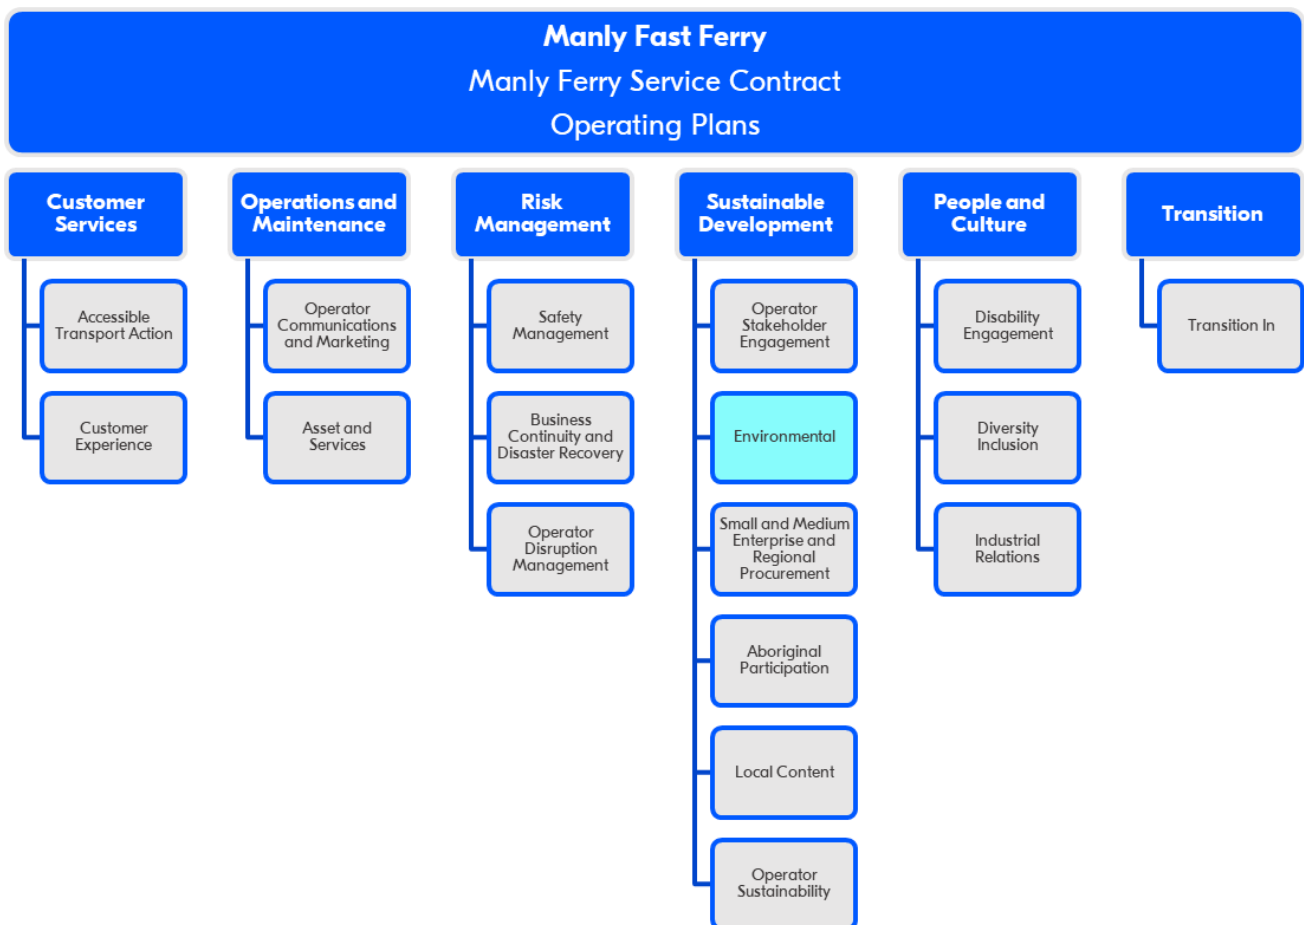 Manly Fast Ferry
Manly Ferry Service Contract
Operating Plans
Customer
Services
Accessible
Transport Action
Customer
Experience
Operations and
Maintenance
Operator
Communications
and Marketing
Asset and
Services
Risk
Management
Safety
Management
Business
Continuity and
Disaster Recovery
Operator
Disruption
Management
Sustainable
Development
Operator
Stakeholder
Engagement
Environmental
Small and Medium
Enterprise and
Regional
Procurement
Aboriginal
Participation
Local Content
Operator
Sustainability
People and
Culture
Disability
Engagement
Diversity
Inclusion
Industrial
Relations
Transition
Transition In